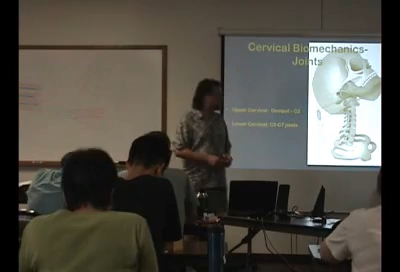 Cervical Biomechanics-
Joints
Upper Cervical: Occiput - C2
Lower Cervical: C3-C7 joints